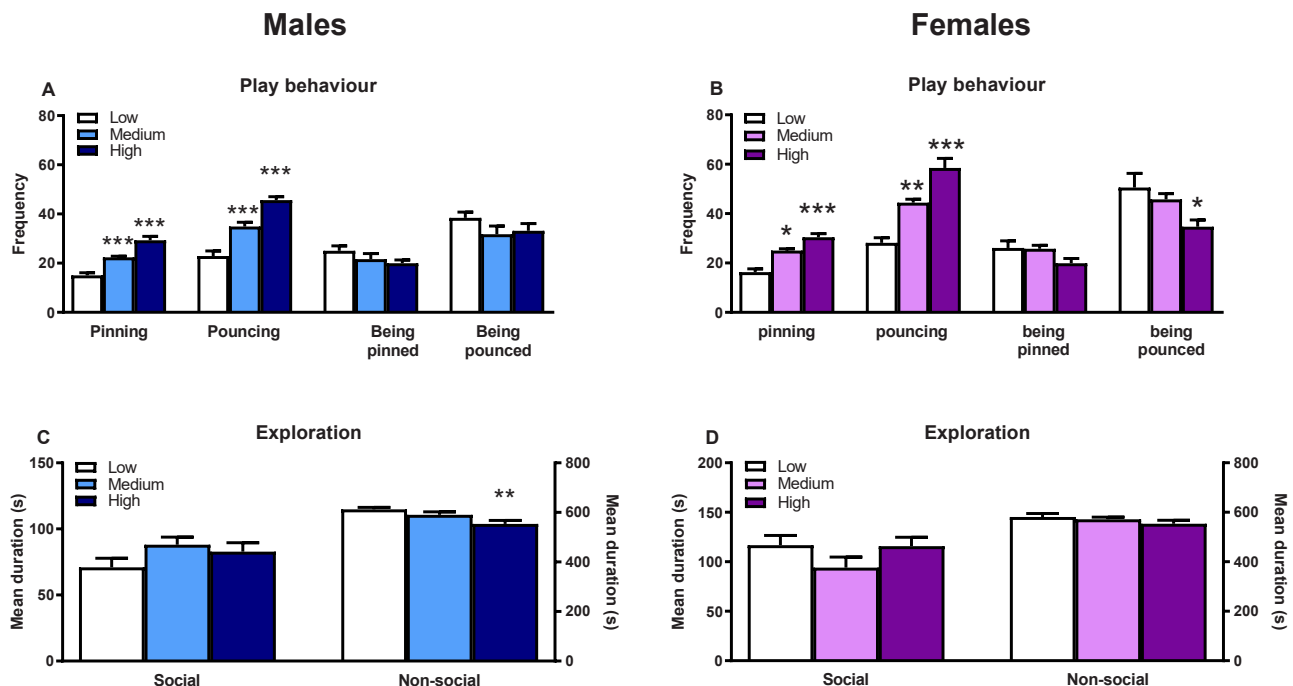 Males
Females
A
Play behaviour
80
60
40
20
0
Frequency
Low
Medium
High
***
***
***
***
Pinning
Pouncing
Being
pinned
Being
pounced
B
Play behaviour
80
60
40
20
0
Frequency
Low
Medium
High
*
***
**
***
*
pinning
pouncing
being
pinned
being
pounced
C
Exploration
150
100
50
0
Mean duration (s)
Low
Medium
High
**
800
600
400
200
0
Mean duration (s)
Social
Non-social
D
Exploration
200
150
100
50
0
Mean duration (s)
Low
Medium
High
800
600
400
200
0
Mean duration (s)
Social
Non-social